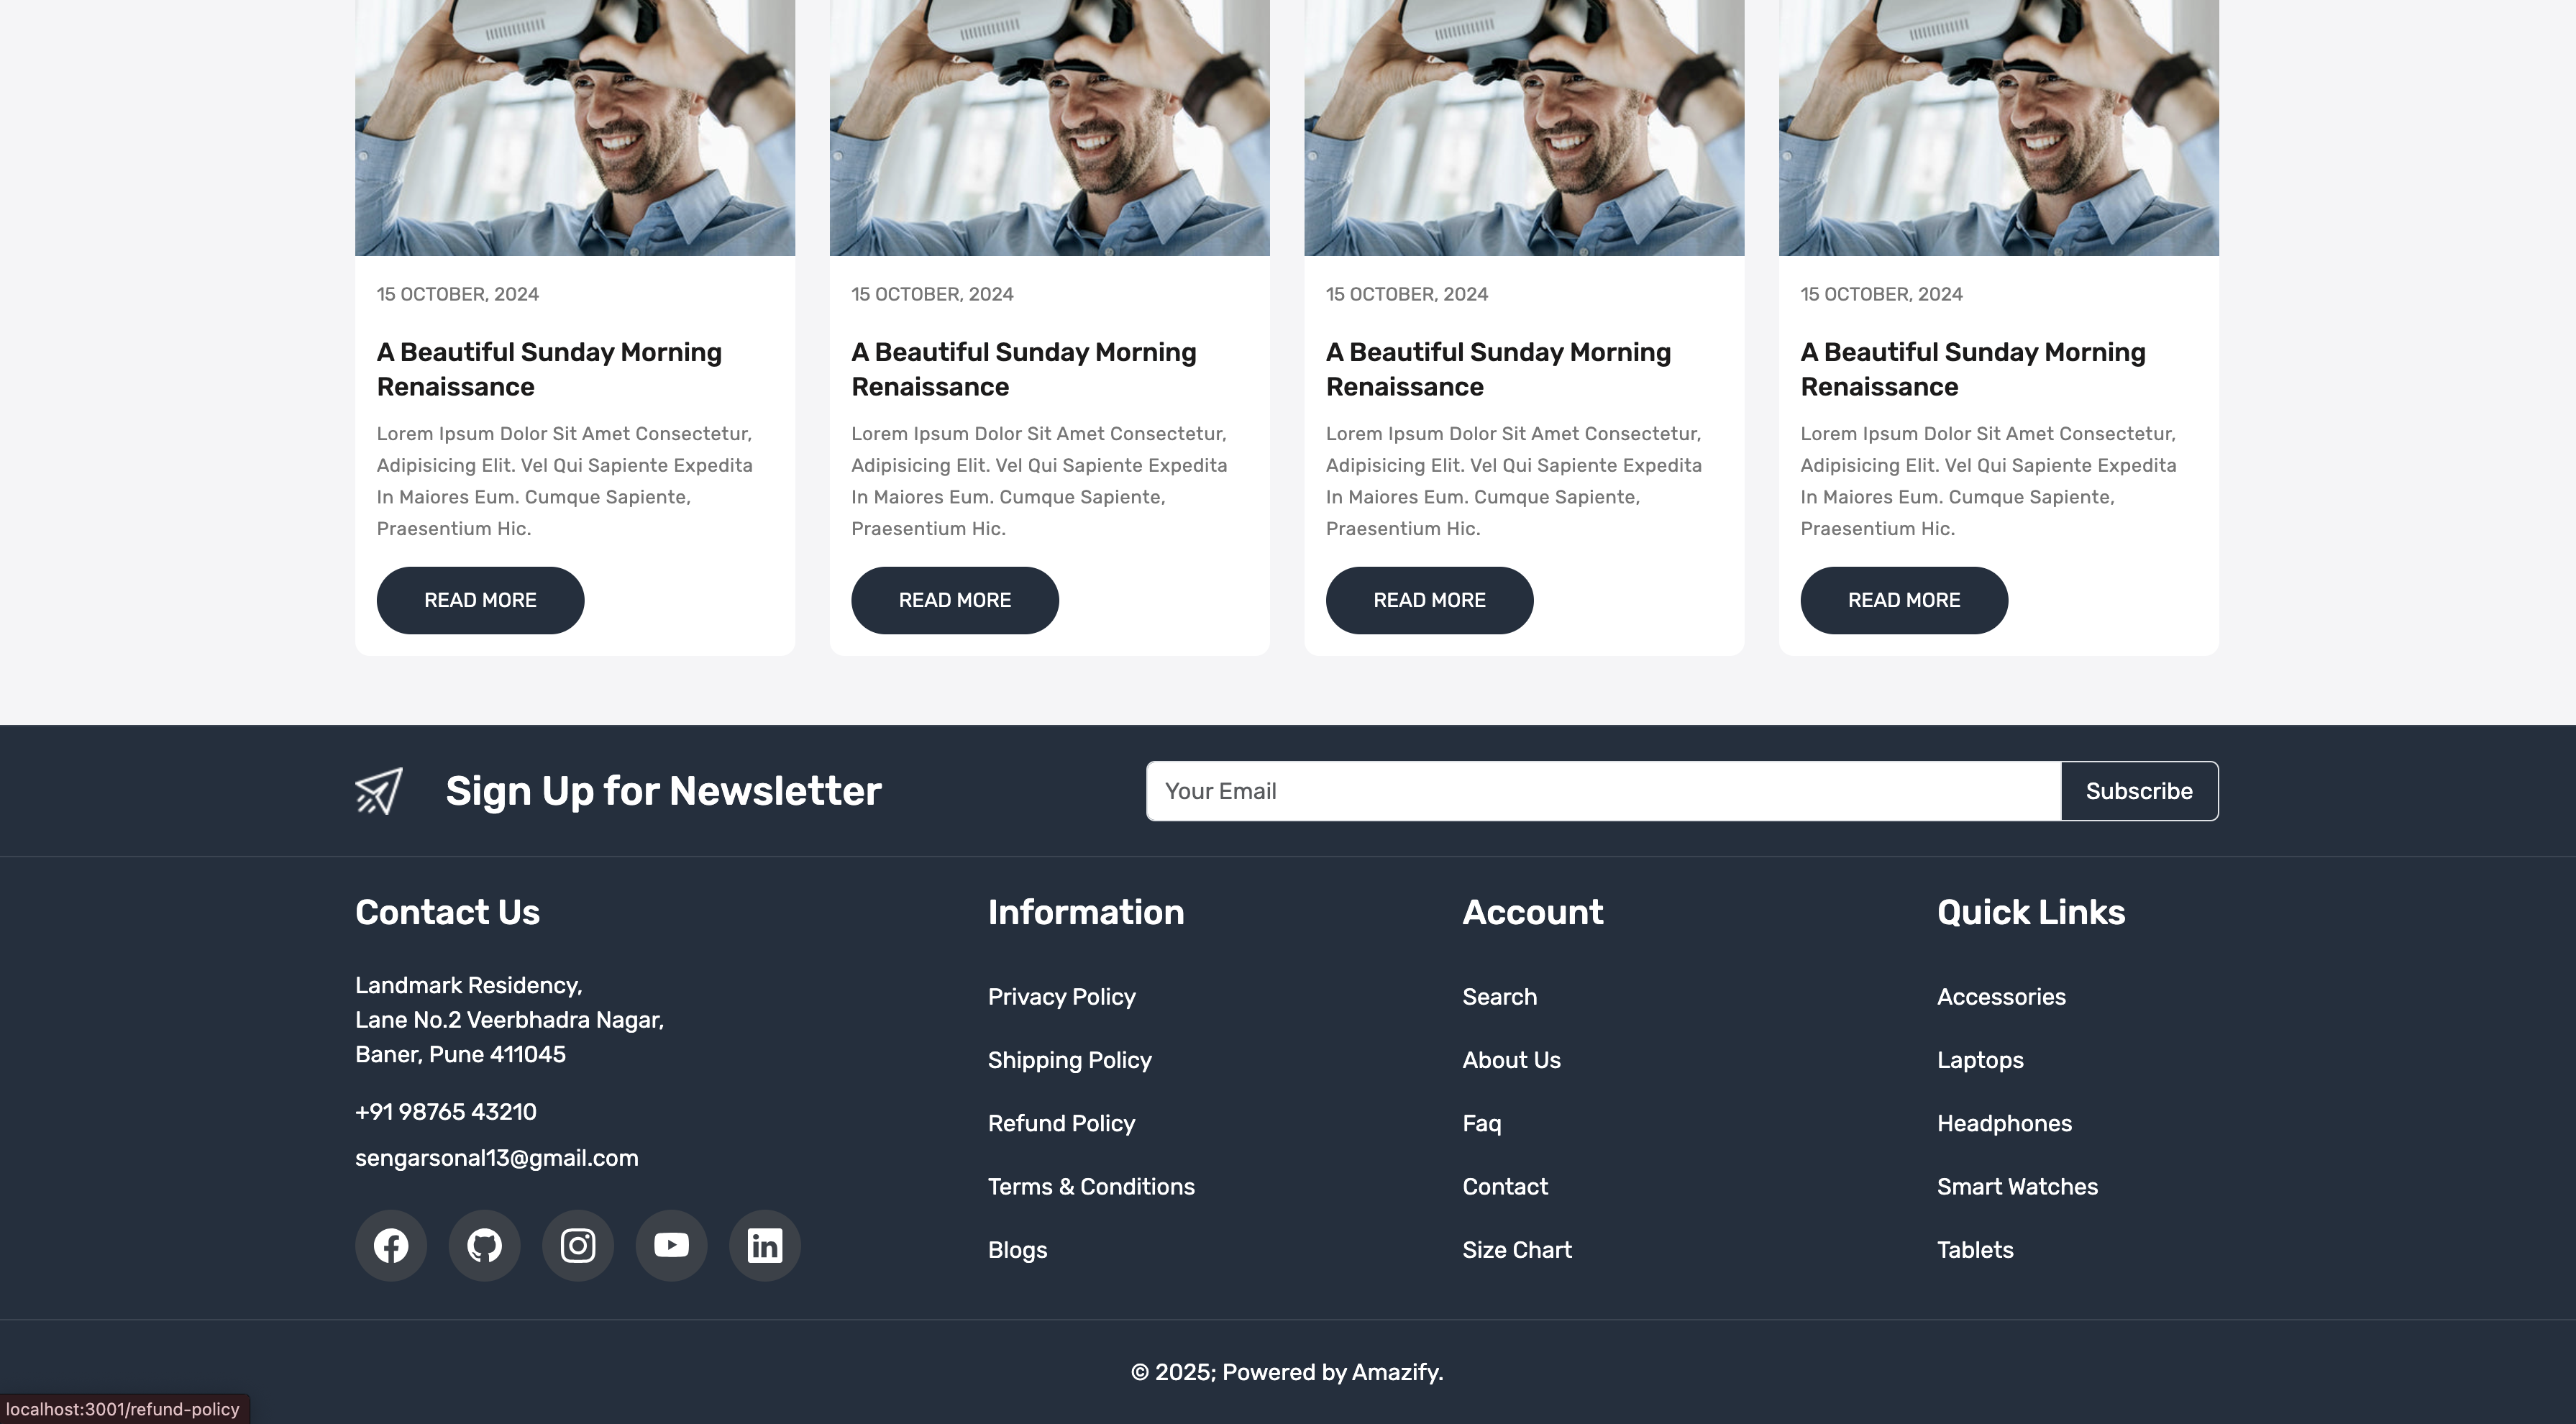 15 OCTOBER, 2024
A Beautiful Sunday Morning
Renaissance
Lorem Ipsum Dolor Sit Amet Consectetur,
Adipisicing Elit. Vel Qui Sapiente Expedita
In Maiores Eum. Cumque Sapiente,
Praesentium Hic.
READ MORE
15 OCTOBER, 2024
A Beautiful Sunday Morning
Renaissance
Lorem Ipsum Dolor Sit Amet Consectetur,
Adipisicing Elit. Vel Qui Sapiente Expedita
In Maiores Eum. Cumque Sapiente,
Praesentium Hic.
READ MORE
15 OCTOBER, 2024
A Beautiful Sunday Morning
Renaissance
Lorem Ipsum Dolor Sit Amet Consectetur,
Adipisicing Elit. Vel Qui Sapiente Expedita
In Maiores Eum. Cumque Sapiente,
Praesentium Hic.
READ MORE
15 OCTOBER, 2024
A Beautiful Sunday Morning
Renaissance
Lorem Ipsum Dolor Sit Amet Consectetur,
Adipisicing Elit. Vel Qui Sapiente Expedita
In Maiores Eum. Cumque Sapiente,
Praesentium Hic.
READ MORE
Sign Up for Newsletter
Your Email
Subscribe
Contact Us
Landmark Residency,
Lane No.2 Veerbhadra Nagar,
Baner, Pune 411045
+91 98765 43210
sengarsonal13@gmail.com
Information
Privacy Policy
Shipping Policy
Refund Policy
Terms & Conditions
Blogs
Account
Search
About Us
Faq
Contact
Size Chart
Quick Links
Accessories
Laptops
Headphones
Smart Watches
Tablets
© 2025; Powered by Amazify.
localhost:3001/refund-policy